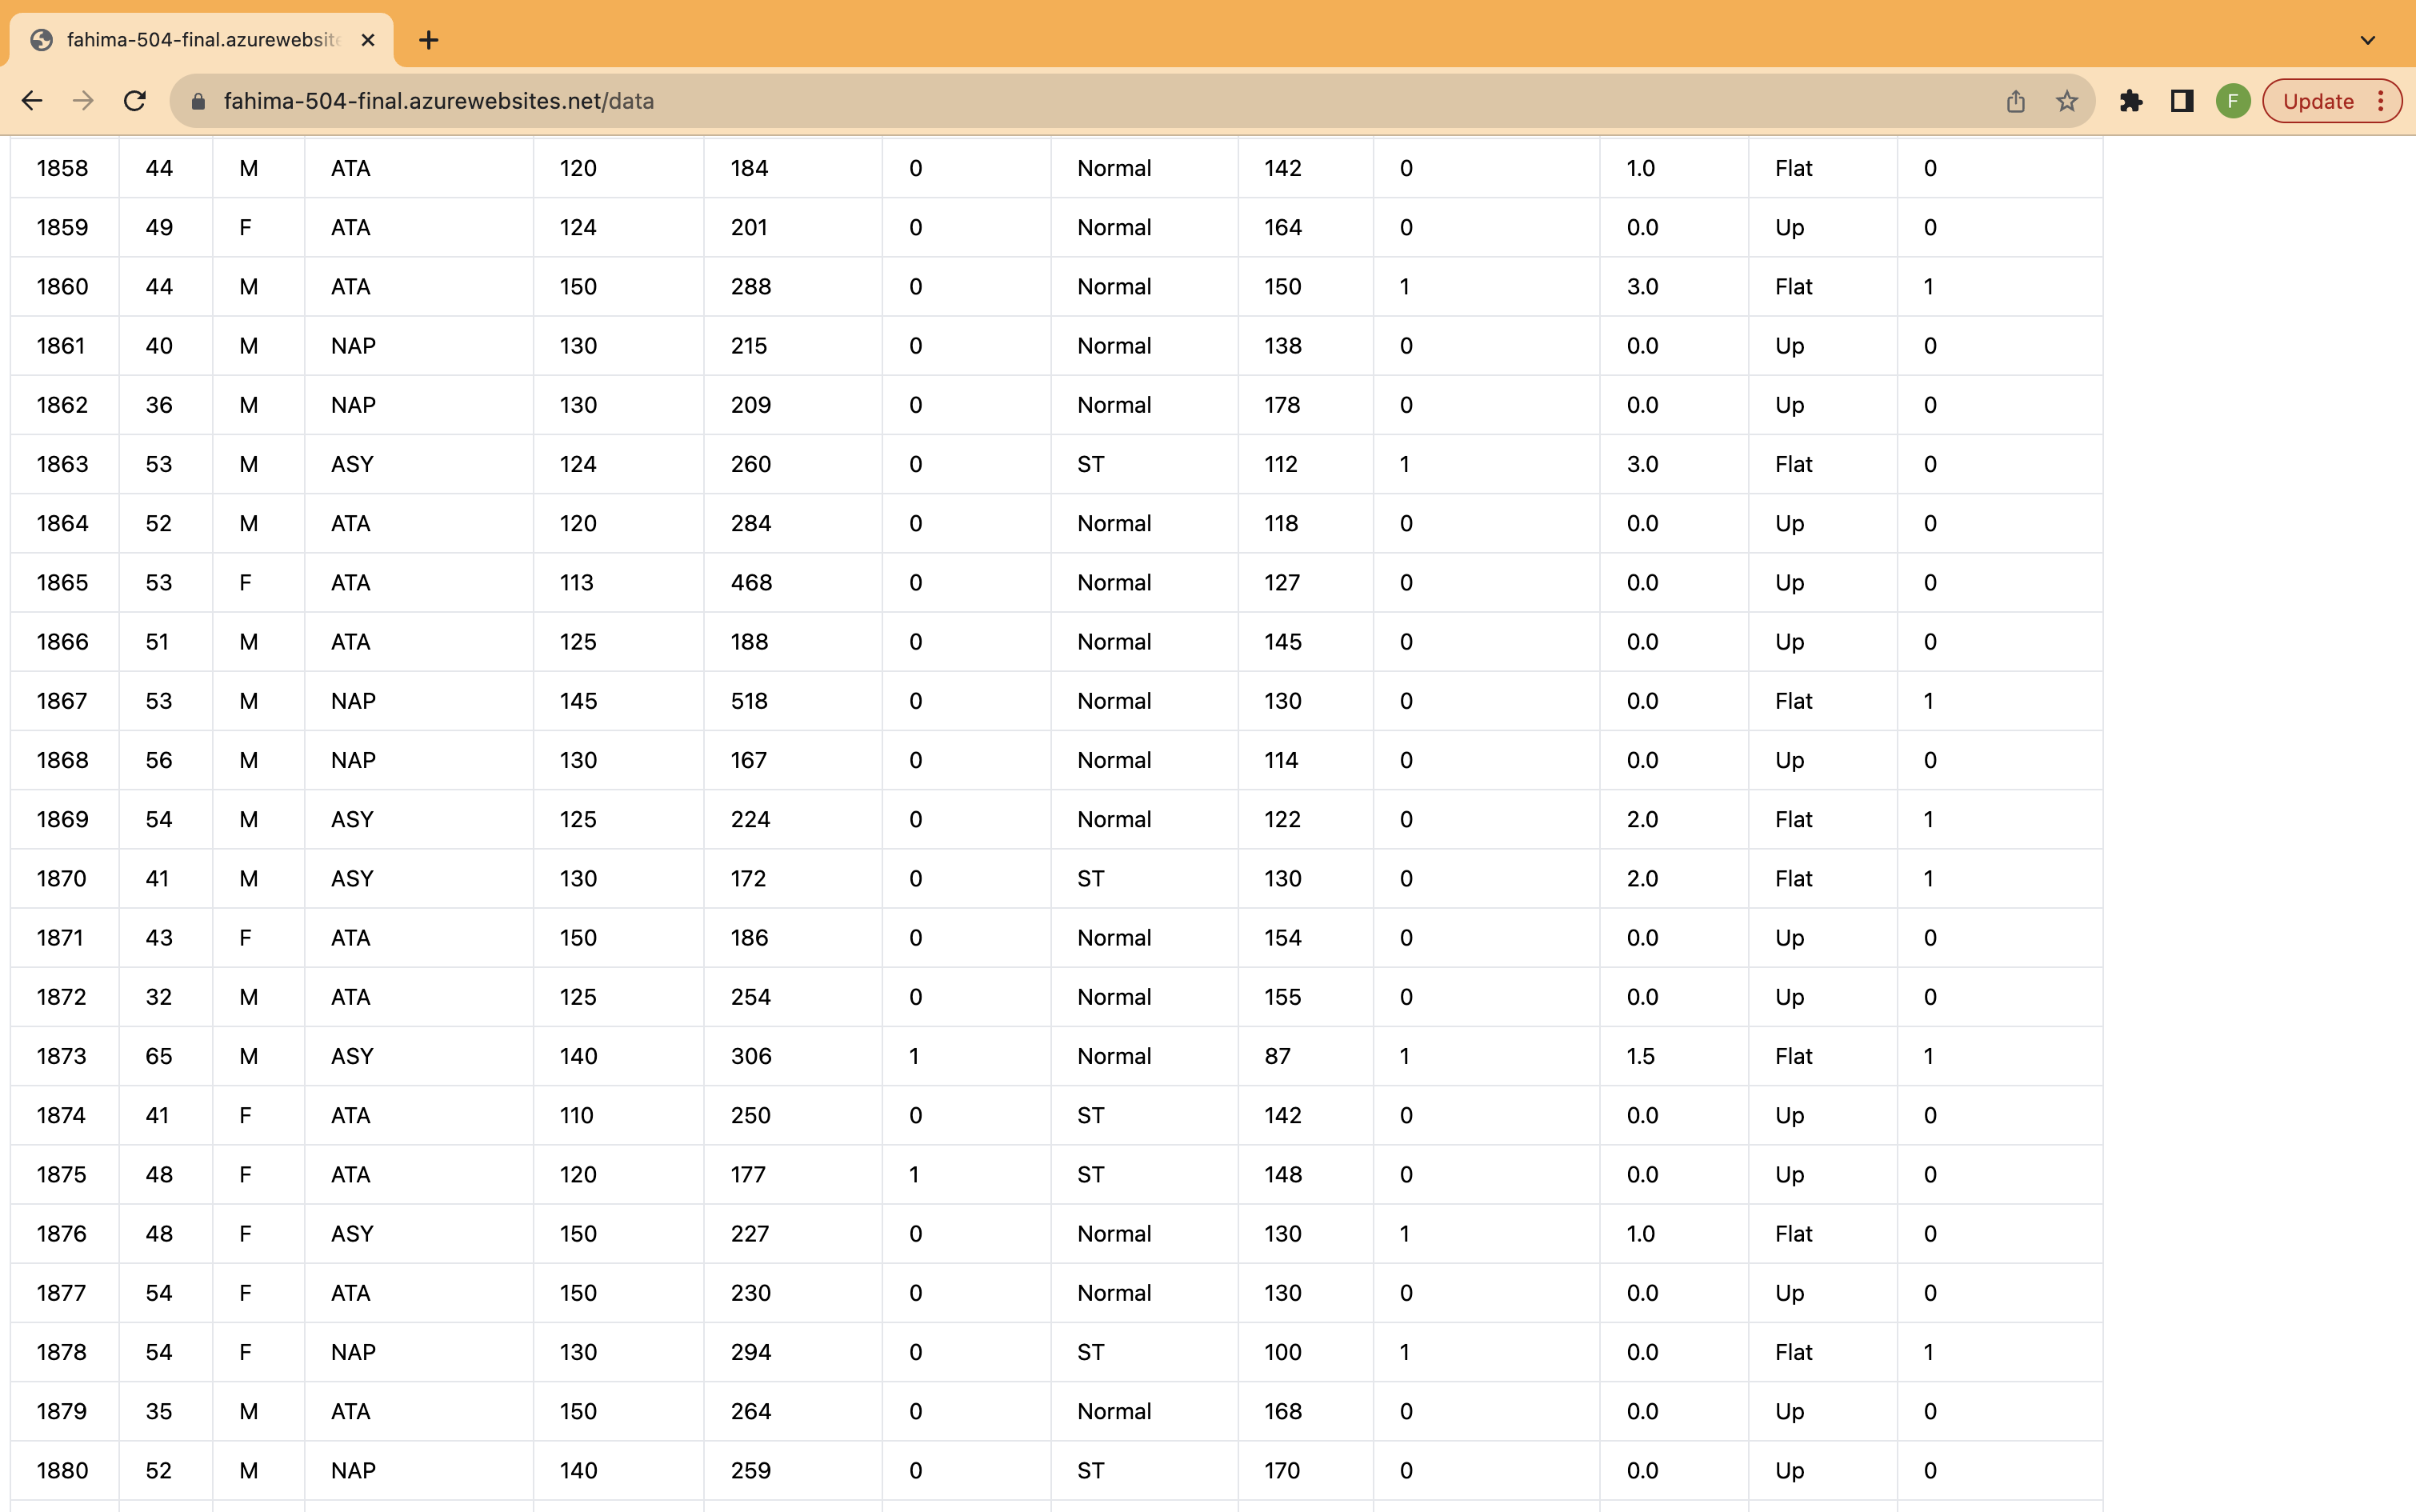 fahima-504-final.azurewebsite
fahima-504-final.azurewebsites.net/data
F
Update
1858 44 M ATA 120 184 0 Normal 142 0 1.0 Flat 0
1859 49 F ATA 124 201 0 Normal 164 0 0.0 Up 0
1860 44 M ATA 150 288 0 Normal 150 1 3.0 Flat 1
1861 40 M NAP 130 215 0 Normal 138 0 0.0 Up 0
1862 36 M NAP 130 209 0 Normal 178 0 0.0 Up 0
1863 53 M ASY 124 260 0 ST 112 1 3.0 Flat 0
1864 52 M ATA 120 284 0 Normal 118 0 0.0 Up 0
1865 53 F ATA 113 468 0 Normal 127 0 0.0 Up 0
1866 51 M ATA 125 188 0 Normal 145 0 0.0 Up 0
1867 53 M NAP 145 518 0 Normal 130 0 0.0 Flat 1
1868 56 M NAP 130 167 0 Normal 114 0 0.0 Up 0
1869 54 M ASY 125 224 0 Normal 122 0 2.0 Flat 1
1870 41 M ASY 130 172 0 ST 130 0 2.0 Flat 1
1871 43 F ATA 150 186 0 Normal 154 0 0.0 Up 0
1872 32 M ATA 125 254 0 Normal 155 0 0.0 Up 0
1873 65 M ASY 140 306 1 Normal 87 1 1.5 Flat 1
1874 41 F ATA 110 250 0 ST 142 0 0.0 Up 0
1875 48 F ATA 120 177 1 ST 148 0 0.0 Up 0
1876 48 F ASY 150 227 0 Normal 130 1 1.0 Flat 0
1877 54 F ATA 150 230 0 Normal 130 0 0.0 Up 0
1878 54 F NAP 130 294 0 ST 100 1 0.0 Flat 1
1879 35 M ATA 150 264 0 Normal 168 0 0.0 Up 0
1880 52 M NAP 140 259 0 ST 170 0 0.0 Up 0